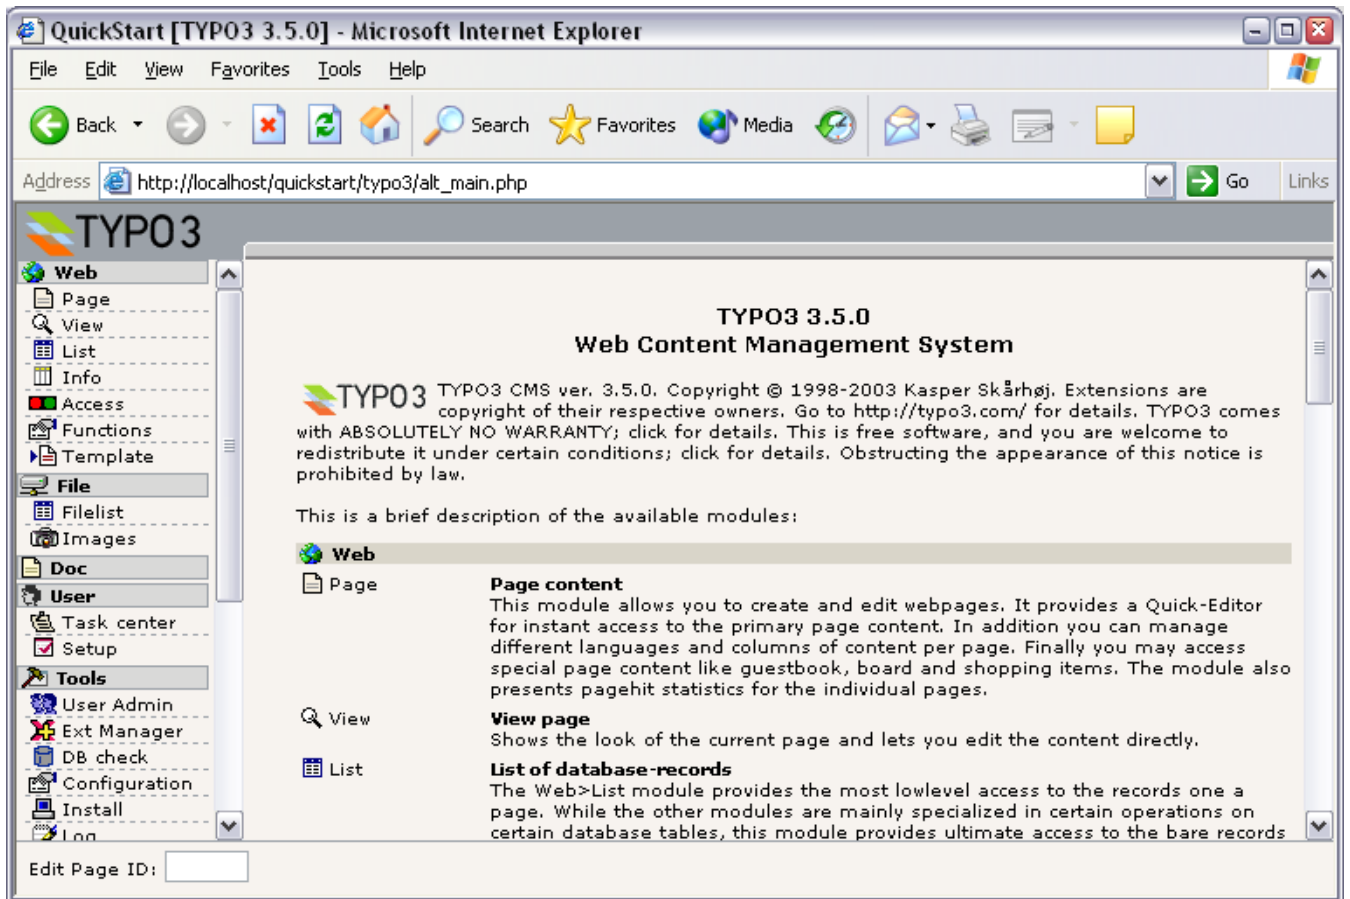 QuickStart [TYPO3 3.5.0] - Microsoft Internet Explorer
File Edit View Favorites Tools Help
Back Search Favorites Media
Address http://localhost/quickstart/typo3/alt_main.php Go Links
TYPO3
Web
Page
View
List
Info
Access
Functions
Template
File
Filelist
Images
Doc
User
Task center
Setup
Tools
User Admin
Ext Manager
DB check
Configuration
Install
Log
TYPO3 3.5.0
Web Content Management System
TYPO3 TYPO3 CMS ver. 3.5.0. Copyright © 1998-2003 Kasper Skårhøj. Extensions are
copyright of their respective owners. Go to http://typo3.com/ for details. TYPO3 comes
with ABSOLUTELY NO WARRANTY; click for details. This is free software, and you are welcome to
redistribute it under certain conditions; click for details. Obstructing the appearance of this notice is
prohibited by law.
This is a brief description of the available modules:
Web
Page Page content
This module allows you to create and edit webpages. It provides a Quick-Editor
for instant access to the primary page content. In addition you can manage
different languages and columns of content per page. Finally you may access
special page content like guestbook, board and shopping items. The module also
presents pagehit statistics for the individual pages.
View View page
Shows the look of the current page and lets you edit the content directly.
List List of database-records
The Web>List module provides the most lowlevel access to the records one a
page. While the other modules are mainly specialized in certain operations on
certain database tables, this module provides ultimate access to the bare records
Edit Page ID: